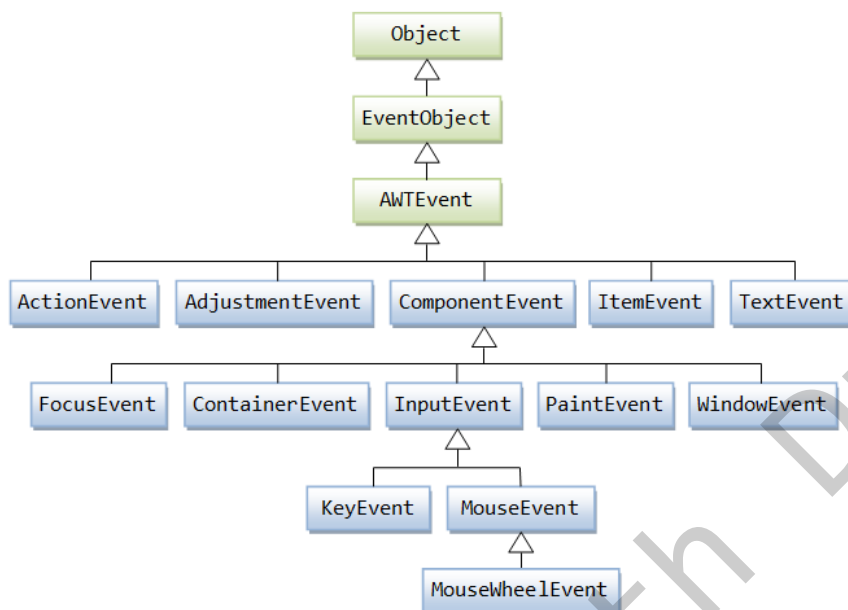 Object
EventObject
AWTEvent
ActionEvent AdjustmentEvent ComponentEvent ItemEvent TextEvent
FocusEvent ContainerEvent InputEvent PaintEvent WindowEvent
KeyEvent MouseEvent
MouseWheelEvent